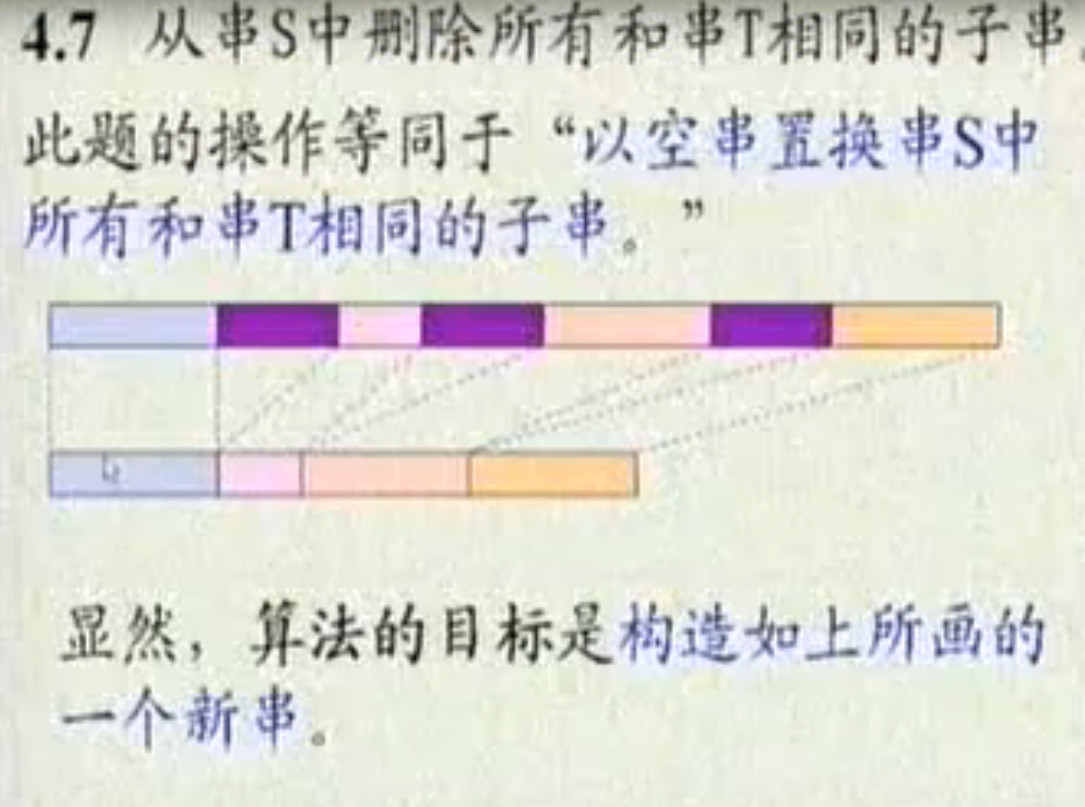 4.7 从串S中删除所有和串T相同的子串
此题的操作等同于“以空串置换串S中
所有和串T相同的子串。”
显然，算法的目标是构造如上所画的
一个新串。